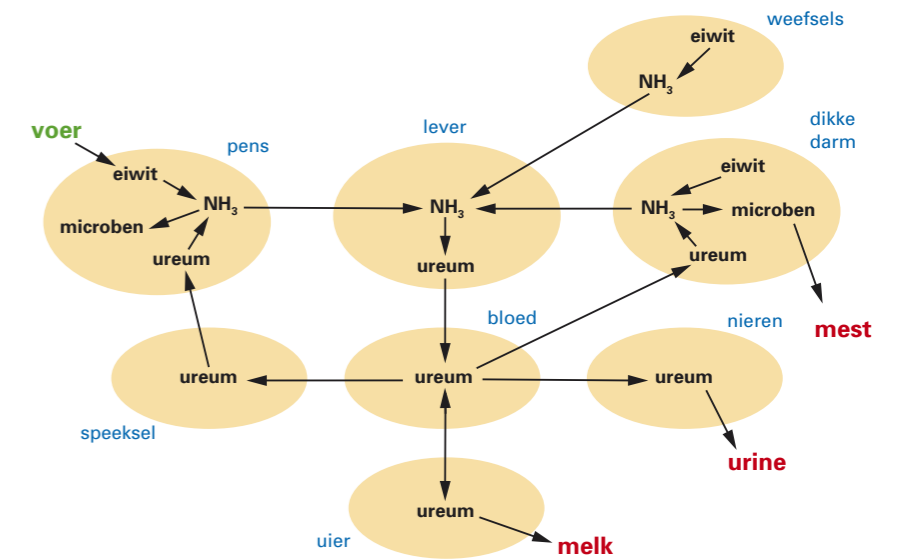 weefsels
eiwit
NH₃
voer
pens
eiwit
NH₃
microben
ureum
lever
NH₃
ureum
dikke
darm
eiwit
NH₃
microben
ureum
mest
bloed
ureum
nieren
ureum
urine
ureum
speeksel
ureum
uier
melk